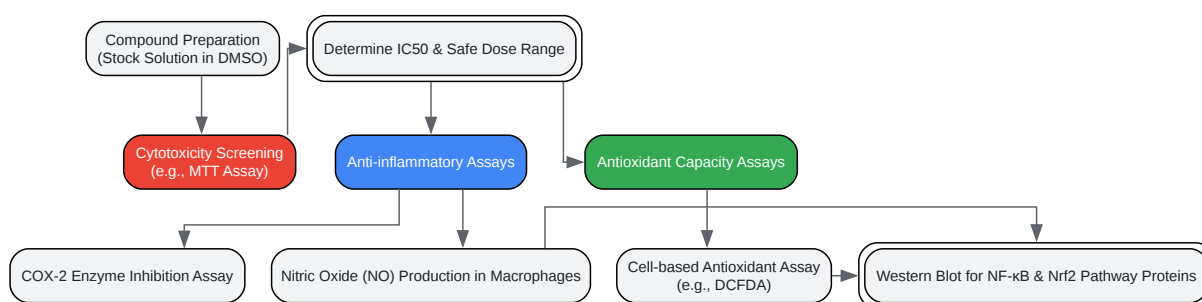 Compound Preparation
(Stock Solution in DMSO)
Determine IC50 & Safe Dose Range
Cytotoxicity Screening
(e.g., MTT Assay)
Anti-inflammatory Assays
Antioxidant Capacity Assays
COX-2 Enzyme Inhibition Assay
Nitric Oxide (NO) Production in Macrophages
Cell-based Antioxidant Assay
(e.g., DCFDA)
Western Blot for NF-κB & Nrf2 Pathway Proteins